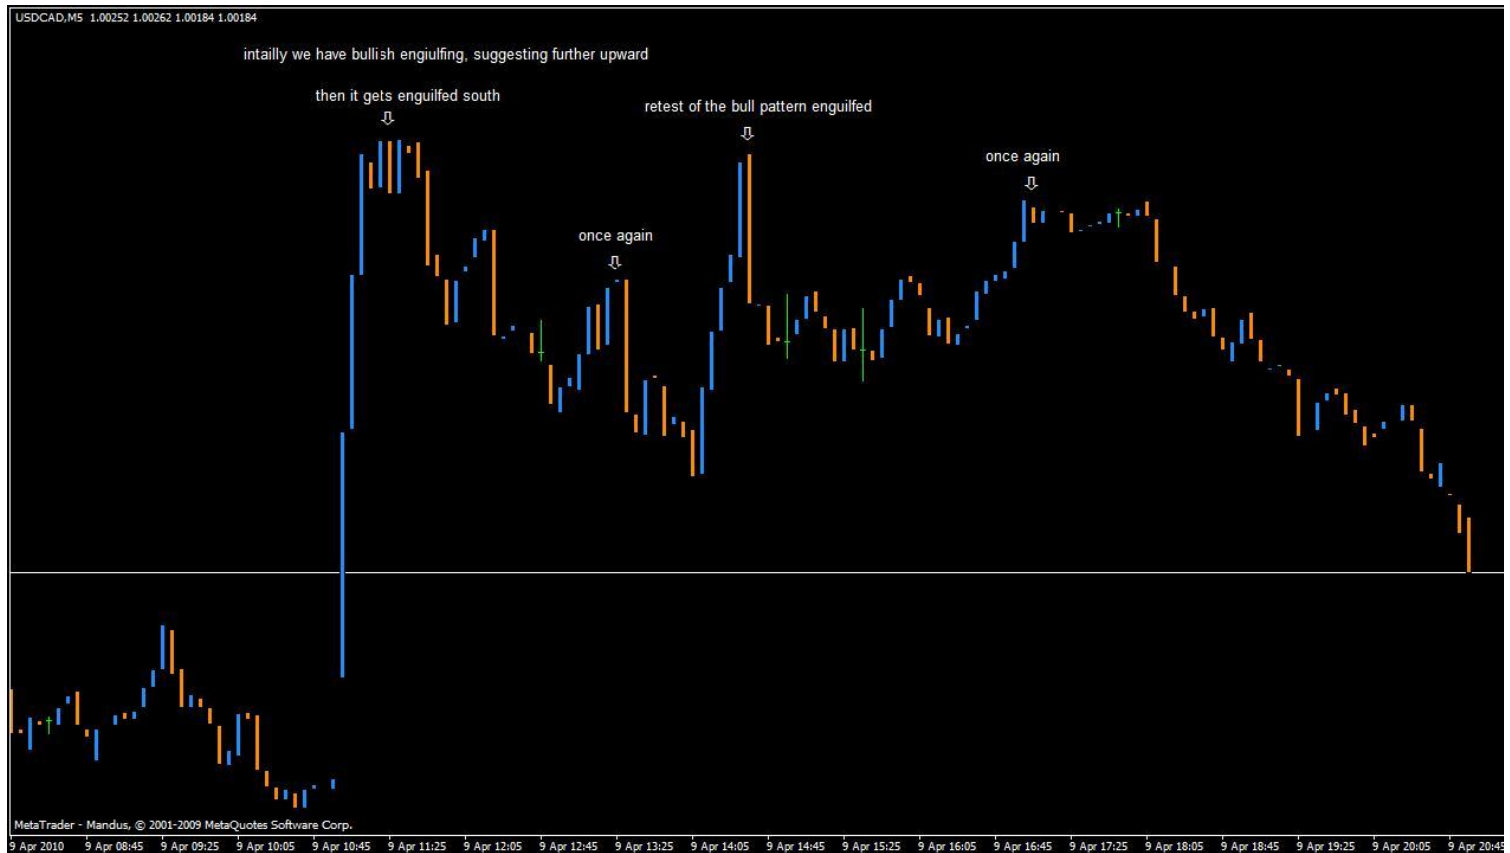 USDCAD,M5 1.00252 1.00262 1.00184 1.00184
intailly we have bullish engiulfing, suggesting further upward
then it gets enguilfed south
retest of the bull pattern enguilfed
once again
once again
MetaTrader - Mandus, © 2001-2009 MetaQuotes Software Corp.
9 Apr 2010 9 Apr 08:45 9 Apr 09:25 9 Apr 10:05 9 Apr 10:45 9 Apr 11:25 9 Apr 12:05 9 Apr 12:45 9 Apr 13:25 9 Apr 14:05 9 Apr 14:45 9 Apr 15:25 9 Apr 16:05 9 Apr 16:45 9 Apr 17:25 9 Apr 18:05 9 Apr 18:45 9 Apr 19:25 9 Apr 20:05 9 Apr 20:45